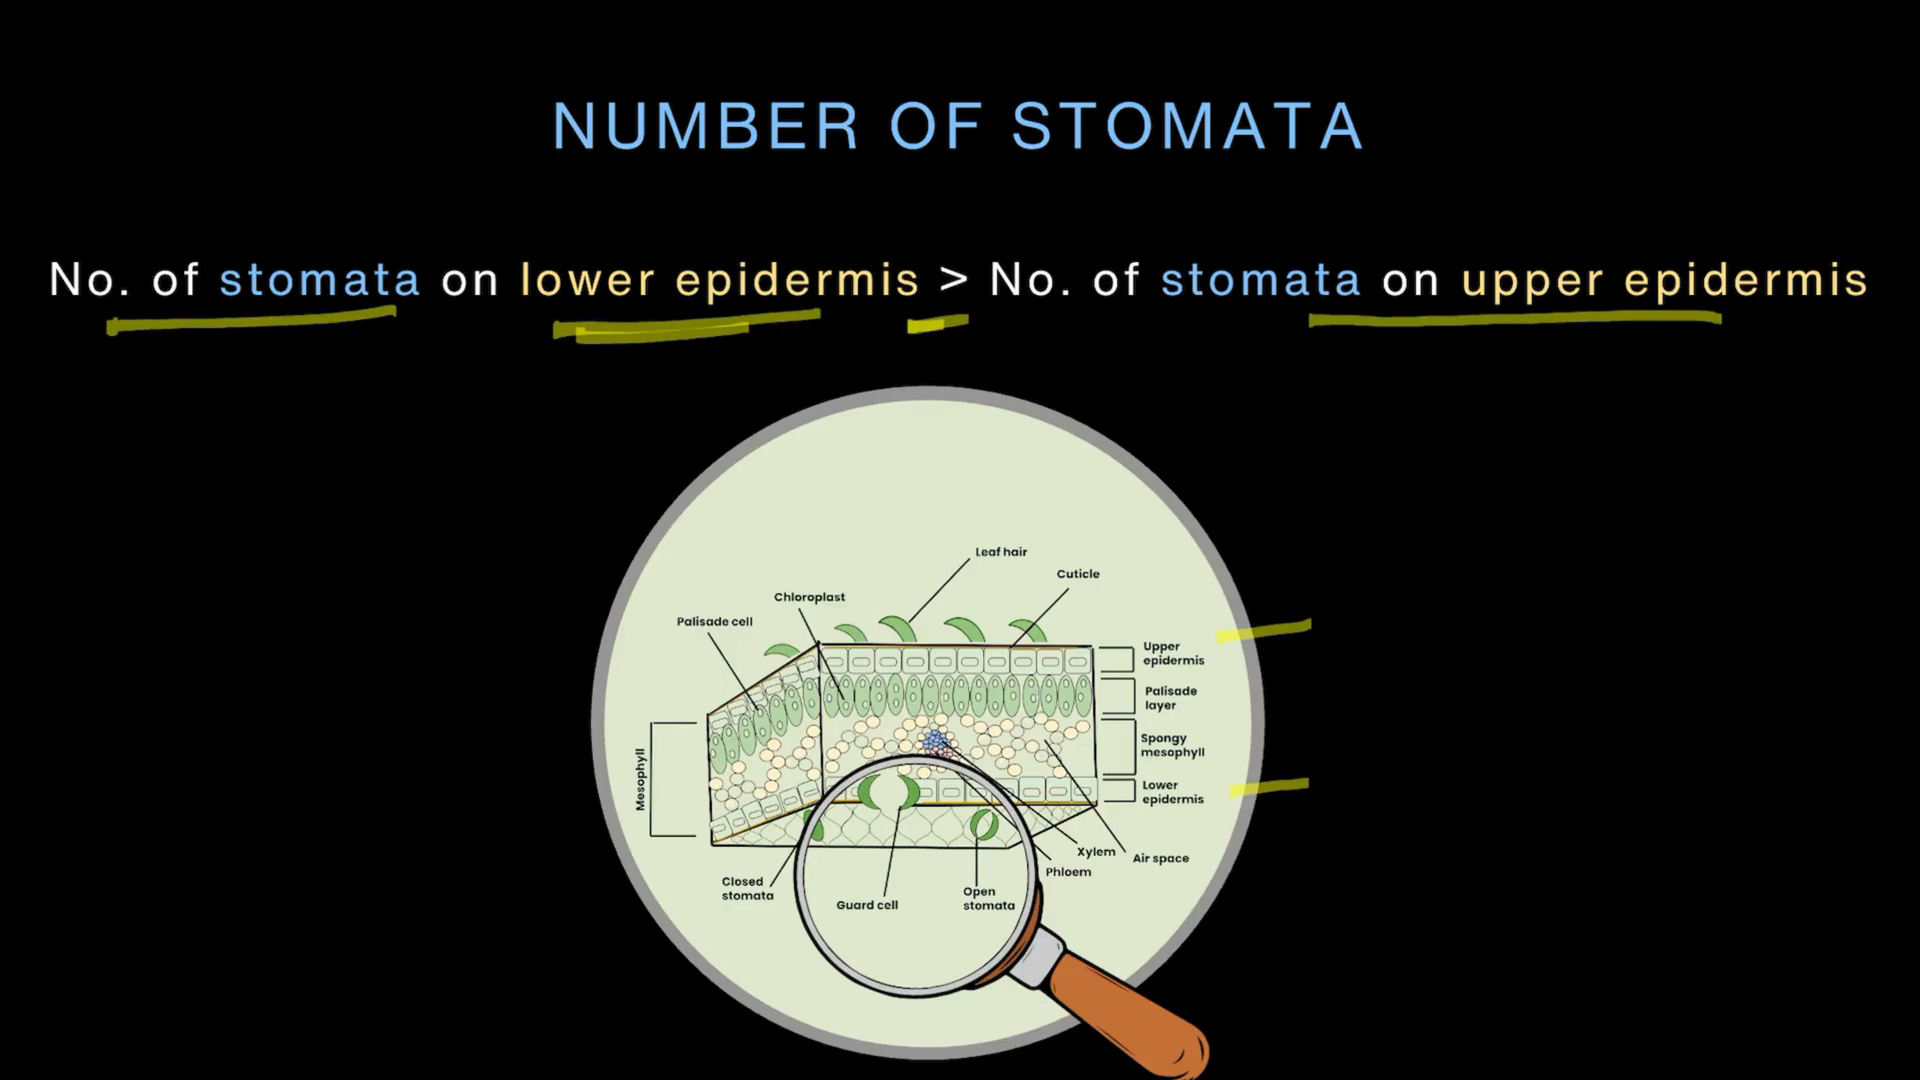 NUMBER OF STOMATA
No. of stomata on lower epidermis > No. of stomata on upper epidermis
Leaf hair
Cuticle
Chloroplast
Palisade cell
Upper
epidermis
Palisade
layer
Spongy
mesophyll
Mesophyll
Lower
epidermis
Xylem
Air space
Phloem
Closed
stomata
Guard cell
Open
stomata